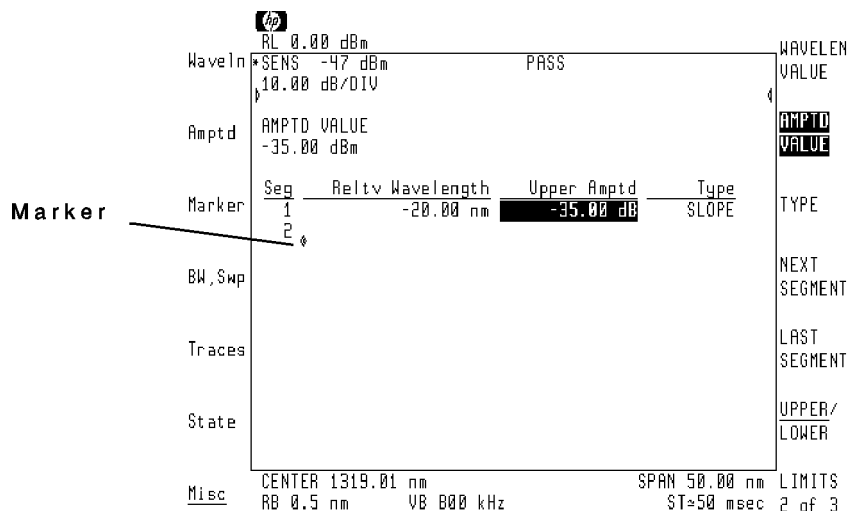 hp
RL 0.00 dBm
*SENS -47 dBm PASS
10.00 dB/DIV
AMPTD VALUE
-35.00 dBm
Seg Reltv Wavelength Upper Amptd Type
1 -20.00 nm -35.00 dB SLOPE
2
CENTER 1319.01 nm SPAN 50.00 nm
RB 0.5 nm VB 800 kHz ST≃50 msec
Waveln
Amptd
Marker
BW,Swp
Traces
State
Misc
Marker
WAVELEN
VALUE
AMPTD
VALUE
TYPE
NEXT
SEGMENT
LAST
SEGMENT
UPPER/
LOWER
LIMITS
2 of 3